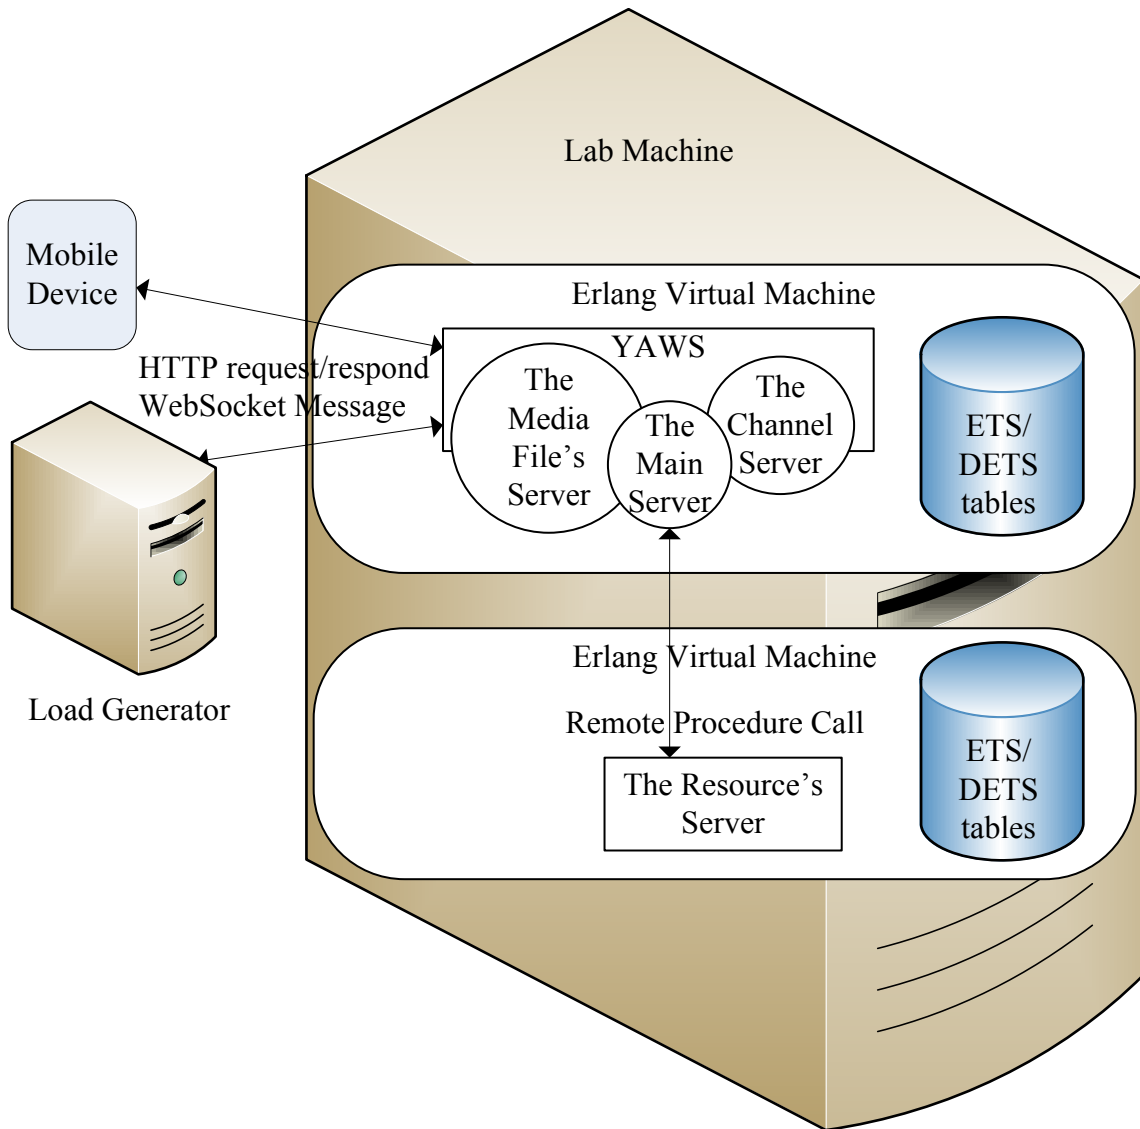 Lab Machine
Mobile
Device
Erlang Virtual Machine
YAWS
HTTP request/respond
WebSocket Message
The
Media
File's
Server
The
Main
Server
The
Channel
Server
ETS/
DETS
tables
Load Generator
Erlang Virtual Machine
Remote Procedure Call
The Resource’s
Server
ETS/
DETS
tables